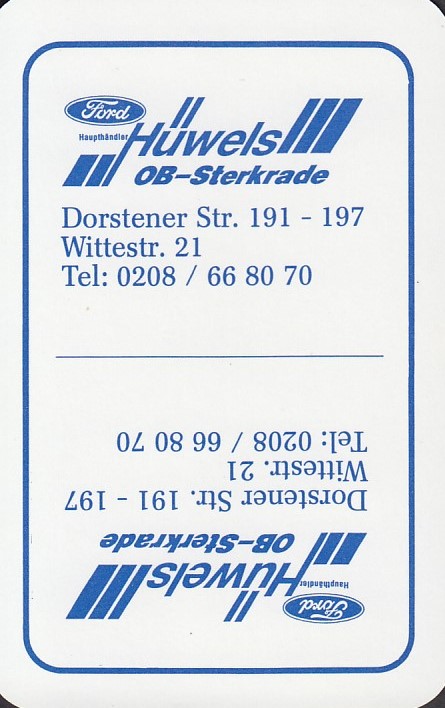 Ford
Haupthändler
Hüwels
OB-Sterkrade
Dorstener Str. 191 - 197
Wittestr. 21
Tel: 0208 / 66 80 70
Ford
Haupthändler
Hüwels
OB-Sterkrade
Dorstener Str. 191 - 197
Wittestr. 21
Tel: 0208 / 66 80 70